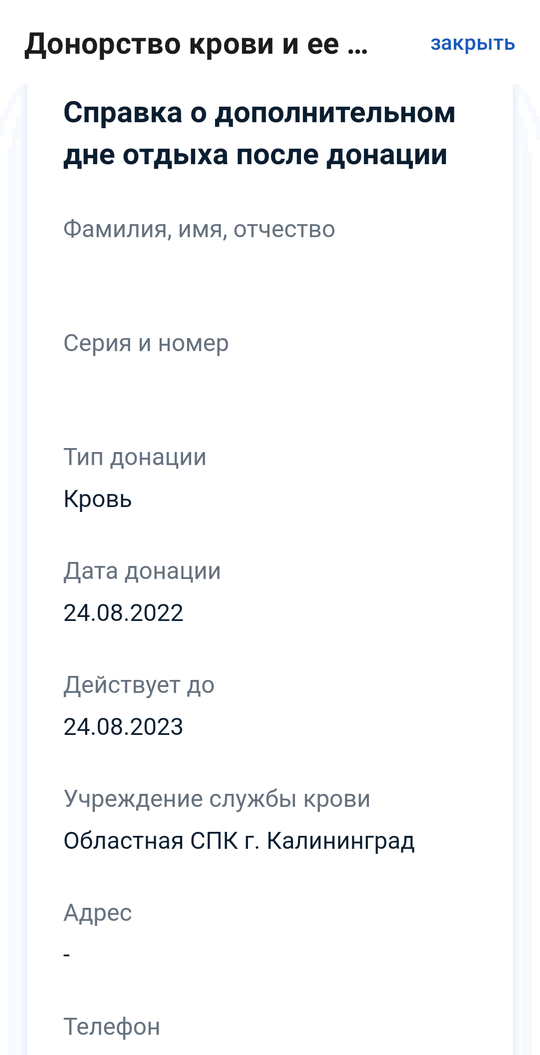 Донорство крови и ее ...
закрыть
Справка о дополнительном
дне отдыха после донации
Фамилия, имя, отчество
Серия и номер
Тип донации
Кровь
Дата донации
24.08.2022
Действует до
24.08.2023
Учреждение службы крови
Областная СПК г. Калининград
Адрес
-
Телефон